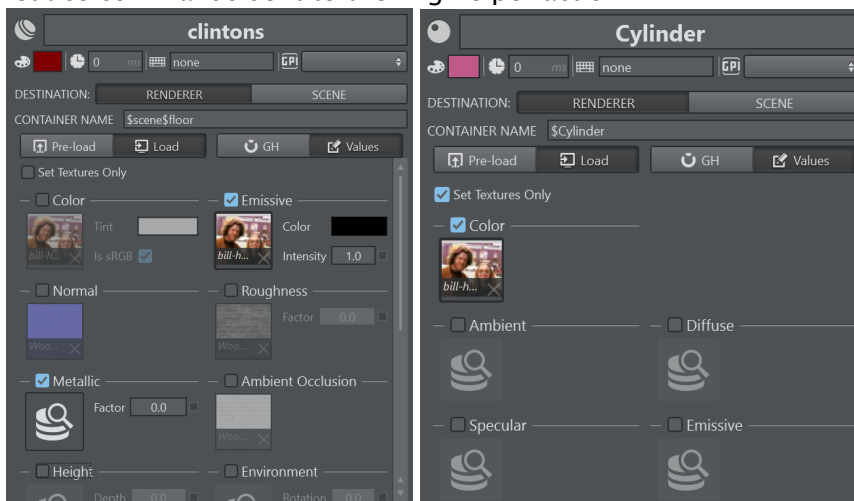 clintons
0 ms none GPI
DESTINATION: RENDERER SCENE
CONTAINER NAME $scene$floor
Pre-load Load GH Values
Set Textures Only
Color Emissive
Tint Color
bill-h... Is sRGB bill-h... Intensity 1.0
Normal Roughness
Factor 0.0
Woo... Woo...
Metallic Ambient Occlusion
Factor 0.0
Woo...
Height Environment
Depth 0.0 Rotation 0.0
Cylinder
0 ms none GPI
DESTINATION: RENDERER SCENE
CONTAINER NAME $Cylinder
Pre-load Load GH Values
Set Textures Only
Color
bill-h...
Ambient Diffuse
Specular Emissive